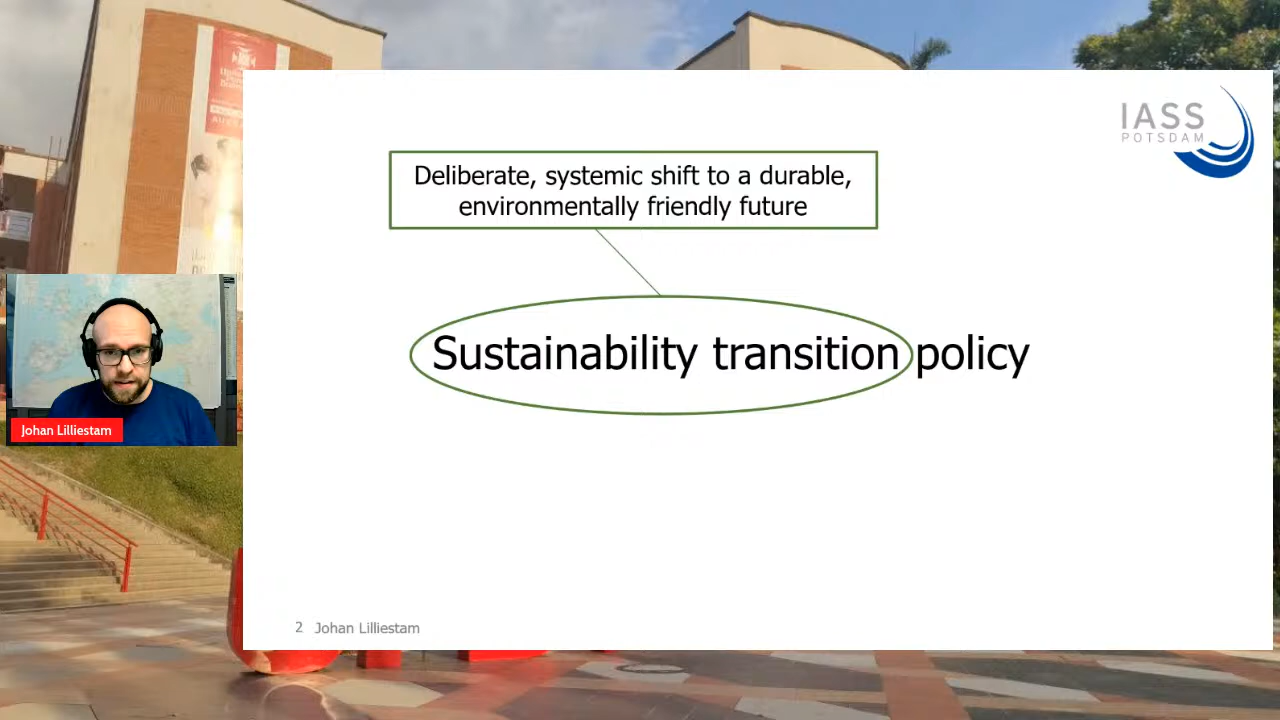 IASS
POTSDAM
Deliberate, systemic shift to a durable,
environmentally friendly future
Sustainability transition policy
Johan Lilliestam
2 Johan Lilliestam